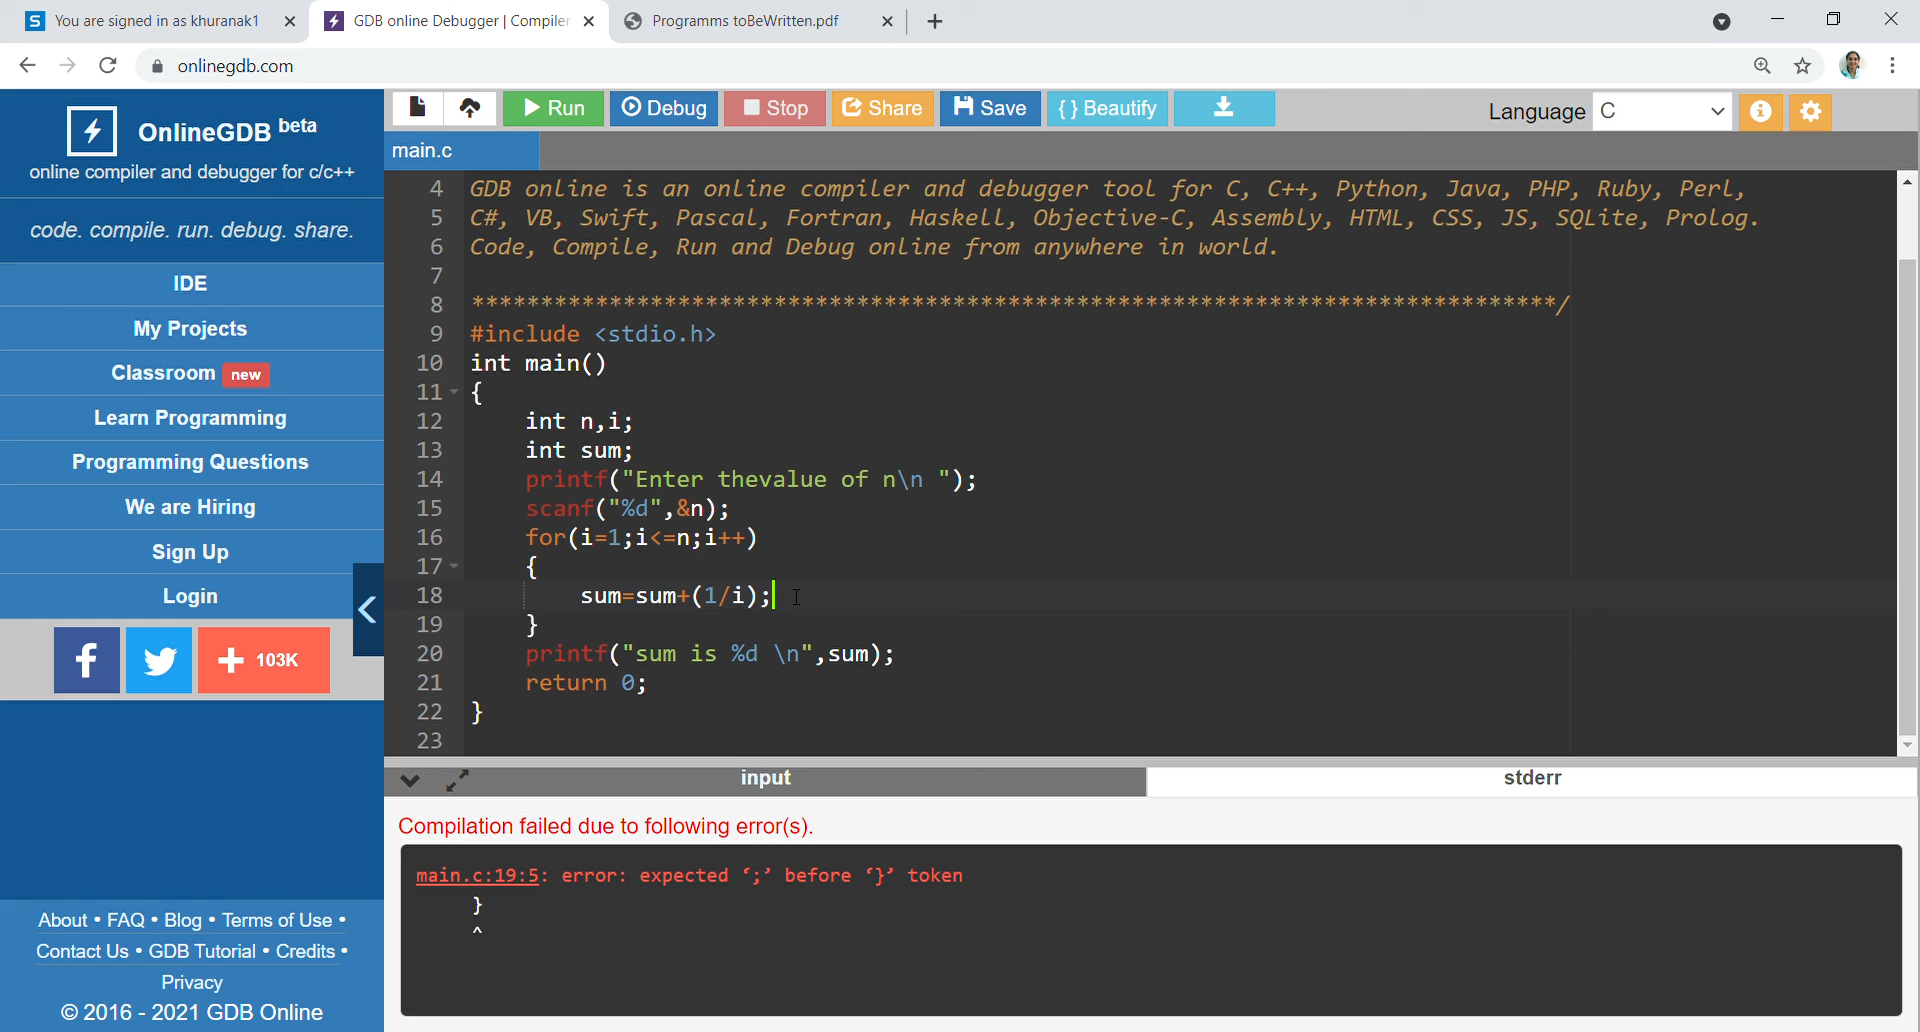 You are signed in as khuranak1
GDB online Debugger | Compiler
Programms toBeWritten.pdf
onlinegdb.com
OnlineGDB beta
online compiler and debugger for c/c++
code. compile. run. debug. share.
IDE
My Projects
Classroom new
Learn Programming
Programming Questions
We are Hiring
Sign Up
Login
f + 103K
About • FAQ • Blog • Terms of Use •
Contact Us • GDB Tutorial • Credits •
Privacy
© 2016 - 2021 GDB Online
Run Debug Stop Share Save { } Beautify
Language C
main.c
4 GDB online is an online compiler and debugger tool for C, C++, Python, Java, PHP, Ruby, Perl,
5 C#, VB, Swift, Pascal, Fortran, Haskell, Objective-C, Assembly, HTML, CSS, JS, SQLite, Prolog.
6 Code, Compile, Run and Debug online from anywhere in world.
7
8 *******************************************************************************/
9 #include <stdio.h>
10 int main()
11 {
12 int n,i;
13 int sum;
14 printf("Enter thevalue of n\n ");
15 scanf("%d",&n);
16 for(i=1;i<=n;i++)
17 {
18 sum=sum+(1/i);
19 }
20 printf("sum is %d \n",sum);
21 return 0;
22 }
23
input
stderr
Compilation failed due to following error(s).
main.c:19:5: error: expected ‘;’ before ‘}’ token
}
^